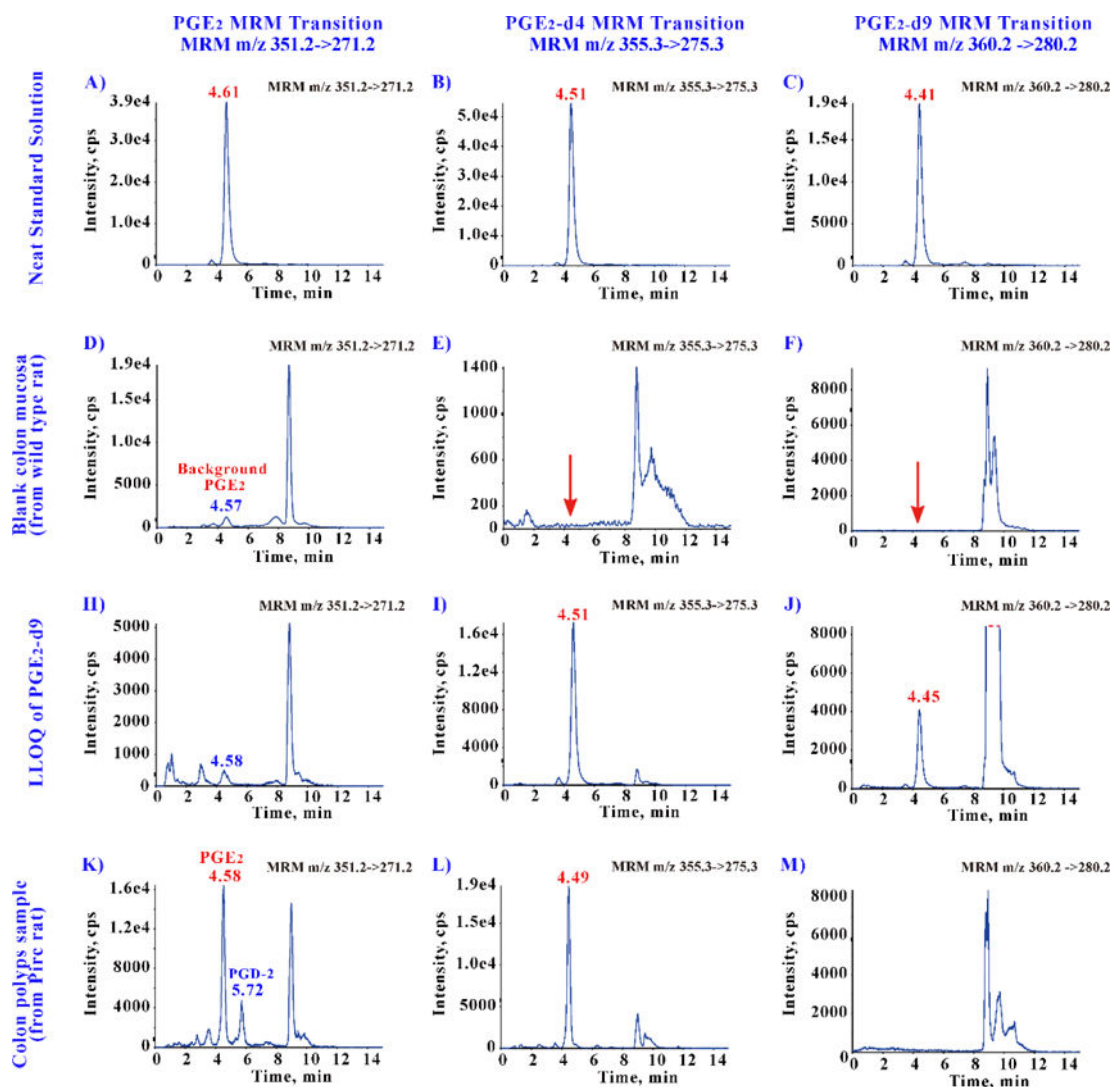 PGE2 MRM Transition
MRM m/z 351.2->271.2
PGE2-d4 MRM Transition
MRM m/z 355.3->275.3
PGE2-d9 MRM Transition
MRM m/z 360.2 ->280.2
Neat Standard Solution
A)
MRM m/z 351.2->271.2
4.61
Intensity, cps
3.9e4
3.0e4
2.0e4
1.0e4
0
0 2 4 6 8 10 12 14
Time, min
B)
MRM m/z 355.3->275.3
4.51
Intensity, cps
5.0e4
4.0e4
3.0e4
2.0e4
1.0e4
0
0 2 4 6 8 10 12 14
Time, min
C)
MRM m/z 360.2->280.2
4.41
Intensity, cps
1.9e4
1.5e4
1.0e4
5000
0
0 2 4 6 8 10 12 14
Time, min
Blank colon mucosa
(from wild type rat)
D)
MRM m/z 351.2->271.2
Intensity, cps
1.9e4
1.5e4
1.0e4
5000
0
Background
PGE2
4.57
0 2 4 6 8 10 12 14
Time, min
E)
MRM m/z 355.3->275.3
Intensity, cps
1400
1200
1000
800
600
400
200
0
0 2 4 6 8 10 12 14
Time, min
F)
MRM m/z 360.2 ->280.2
Intensity, cps
8000
6000
4000
2000
0
0 2 4 6 8 10 12 14
Time, min
LLOQ of PGE2-d9
H)
MRM m/z 351.2->271.2
Intensity, cps
5000
4000
3000
2000
1000
0
4.58
0 2 4 6 8 10 12 14
Time, min
I)
MRM m/z 355.3->275.3
4.51
Intensity, cps
1.6e4
1.2e4
8000
4000
0
0 2 4 6 8 10 12 14
Time, min
J)
MRM m/z 360.2->280.2
Intensity, cps
8000
6000
4000
2000
0
4.45
0 2 4 6 8 10 12 14
Time, min
Colon polyps sample
(from Pirc rat)
K)
MRM m/z 351.2->271.2
PGE2
4.58
PGD-2
5.72
Intensity, cps
1.6e4
1.2e4
8000
4000
0
0 2 4 6 8 10 12 14
Time, min
L)
MRM m/z 355.3->275.3
4.49
Intensity, cps
1.9e4
1.5e4
1.0e4
5000
0
0 2 4 6 8 10 12 14
Time, min
M)
MRM m/z 360.2->280.2
Intensity, cps
8000
6000
4000
2000
0
0 2 4 6 8 10 12 14
Time, min